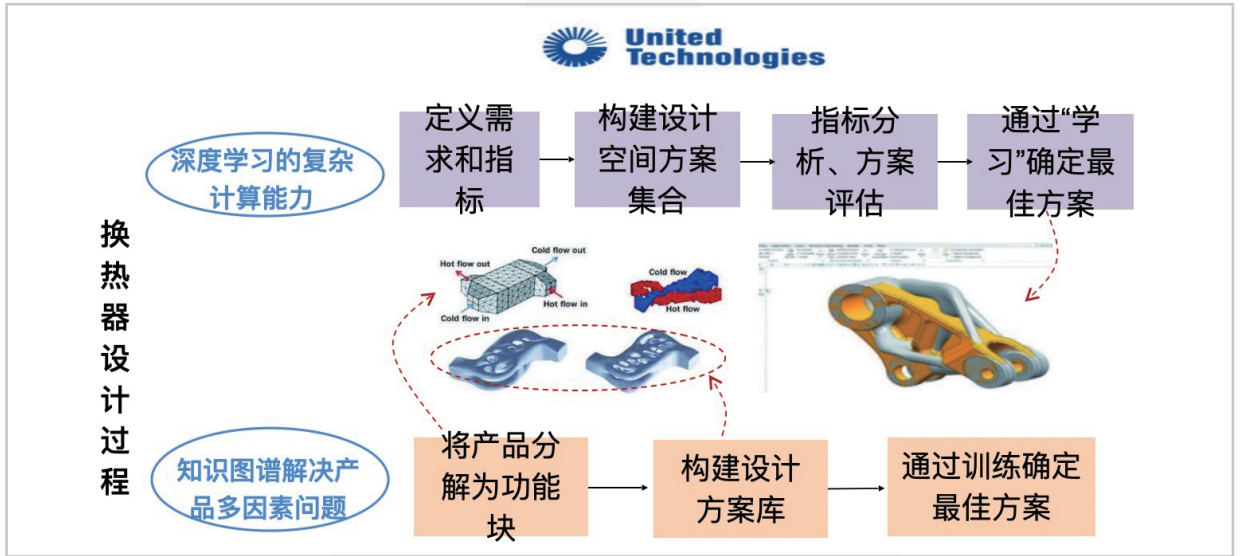 United
Technologies
换
热
器
设
计
过
程
深度学习的复杂
计算能力
定义需
求和指
标
构建设计
空间方案
集合
指标分
析、方案
评估
通过“学
习”确定最
佳方案
Cold flow out
Hot flow out
Hot flow in
Cold flow in
Cold flow
Hot flow
知识图谱解决产
品多因素问题
将产品分
解为功能
块
构建设计
方案库
通过训练确定
最佳方案